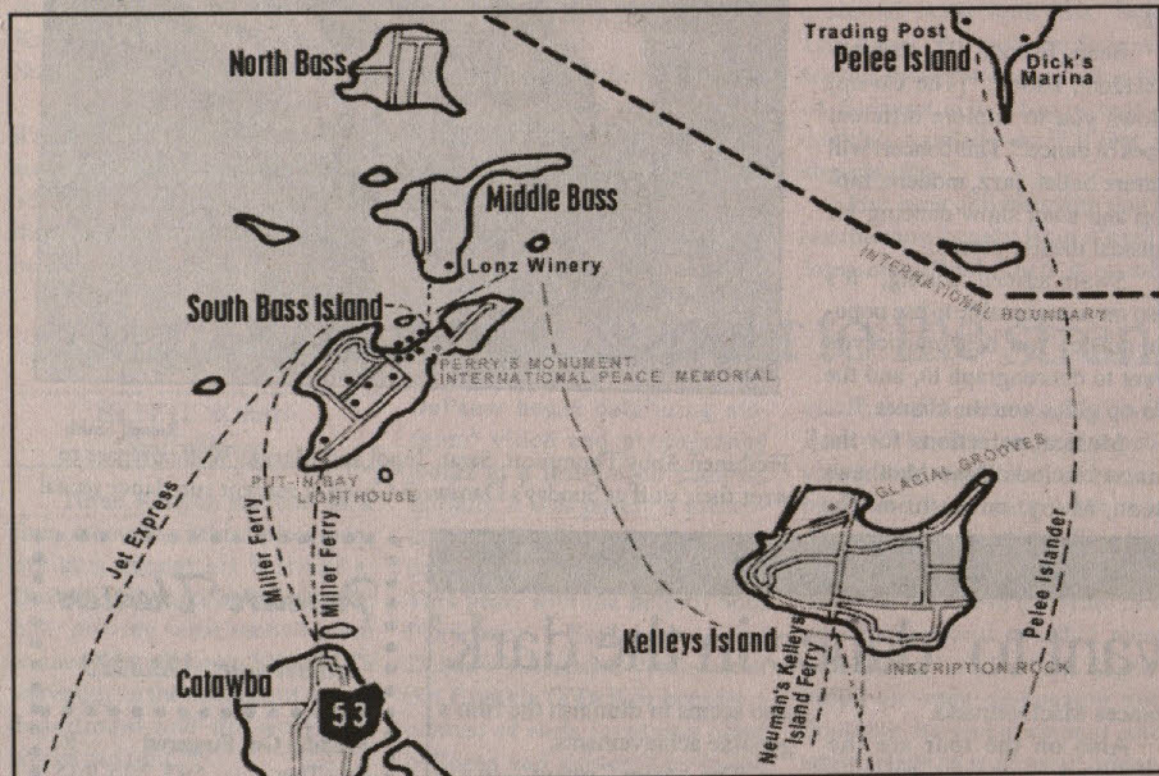 Trading Post
Pelee Island
Dick's
Marina
North Bass
Middle Bass
Lonz Winery
INTERNATIONAL BOUNDARY
South Bass Island
PERRY'S MONUMENT
INTERNATIONAL PEACE MEMORIAL
PUT-IN-BAY
LIGHTHOUSE
GLACIAL GROOVES
Jet Express
Miller Ferry
Miller Ferry
Pelee Islander
Kelleys Island
INSCRIPTION ROCK
Neuman's Kelleys
Island Ferry
Catawba
53